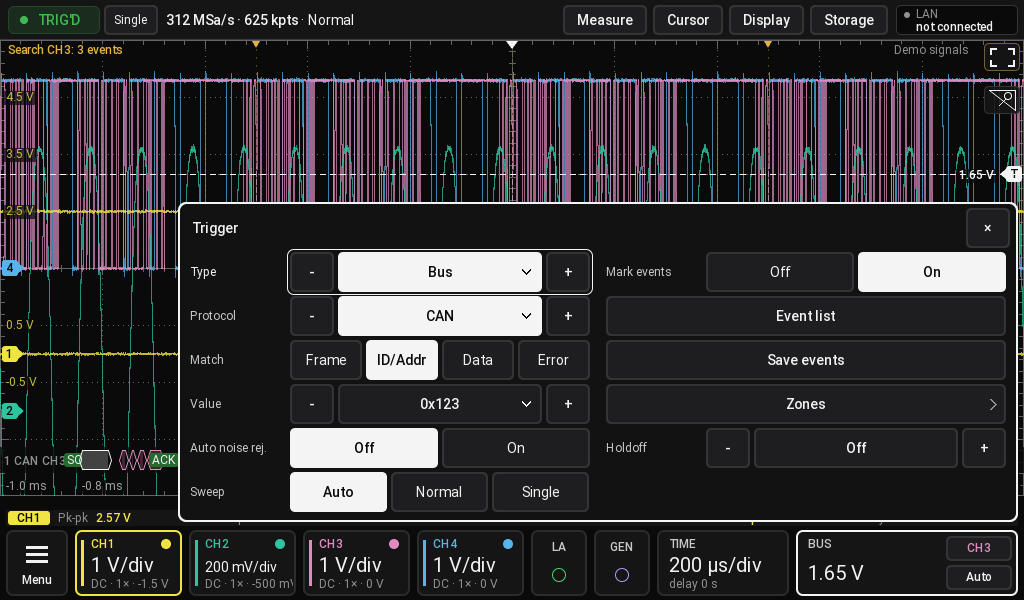 TRIG'D
Single
312 MSa/s · 625 kpts · Normal
Measure
Cursor
Display
Storage
LAN
not connected
Search CH3: 3 events
Demo signals
4.5 V
3.5 V
1.65 V
T
2.5 V
Trigger
×
Type
-
Bus
+
Mark events
Off
On
4
Protocol
-
CAN
+
Event list
0.5 V
1
Match
Frame
ID/Addr
Data
Error
Save events
-0.5 V
2
Value
-
0x123
+
Zones
Auto noise rej.
Off
On
Holdoff
-
Off
+
1 CAN CH3
ACK
-1.0 ms
-0.8 ms
Sweep
Auto
Normal
Single
CH1
Pk-pk
2.57 V
Menu
CH1
1 V/div
DC · 1× · -1.5 V
CH2
200 mV/div
DC · 1× · -500 mV
CH3
1 V/div
DC · 1× · 0 V
CH4
1 V/div
DC · 1× · 0 V
LA
GEN
TIME
200 µs/div
delay 0 s
BUS
1.65 V
CH3
Auto